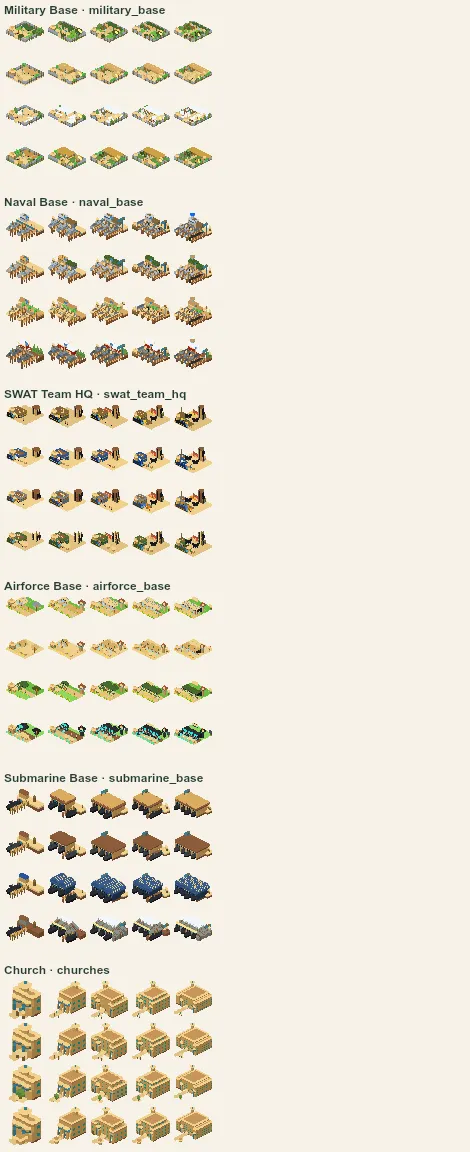 Military Base · military_base
Naval Base · naval_base
SWAT Team HQ · swat_team_hq
Airforce Base · airforce_base
Submarine Base · submarine_base
Church · churches